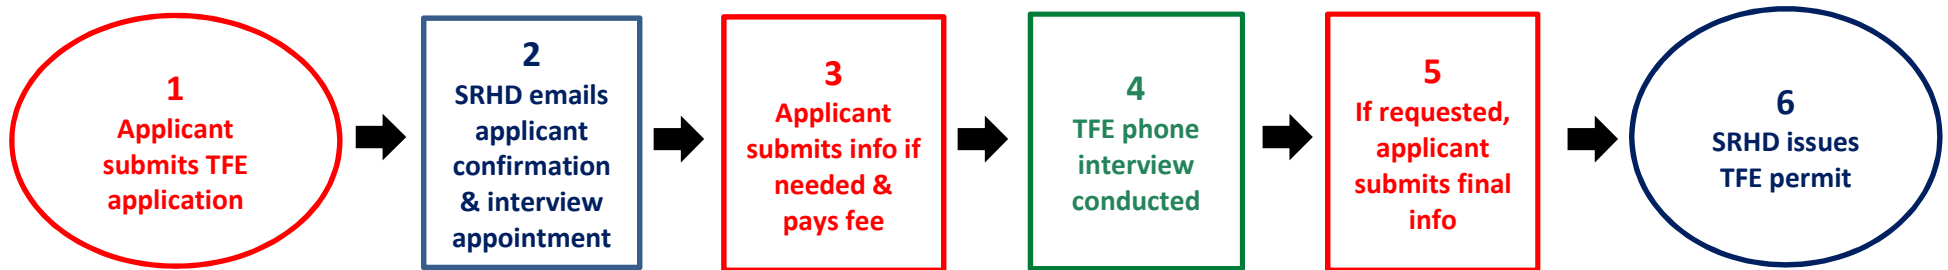 1
Applicant
submits TFE
application
2
SRHD emails
applicant
confirmation
& interview
appointment
3
Applicant
submits info if
needed &
pays fee
4
TFE phone
interview
conducted
5
If requested,
applicant
submits final
info
6
SRHD issues
TFE permit